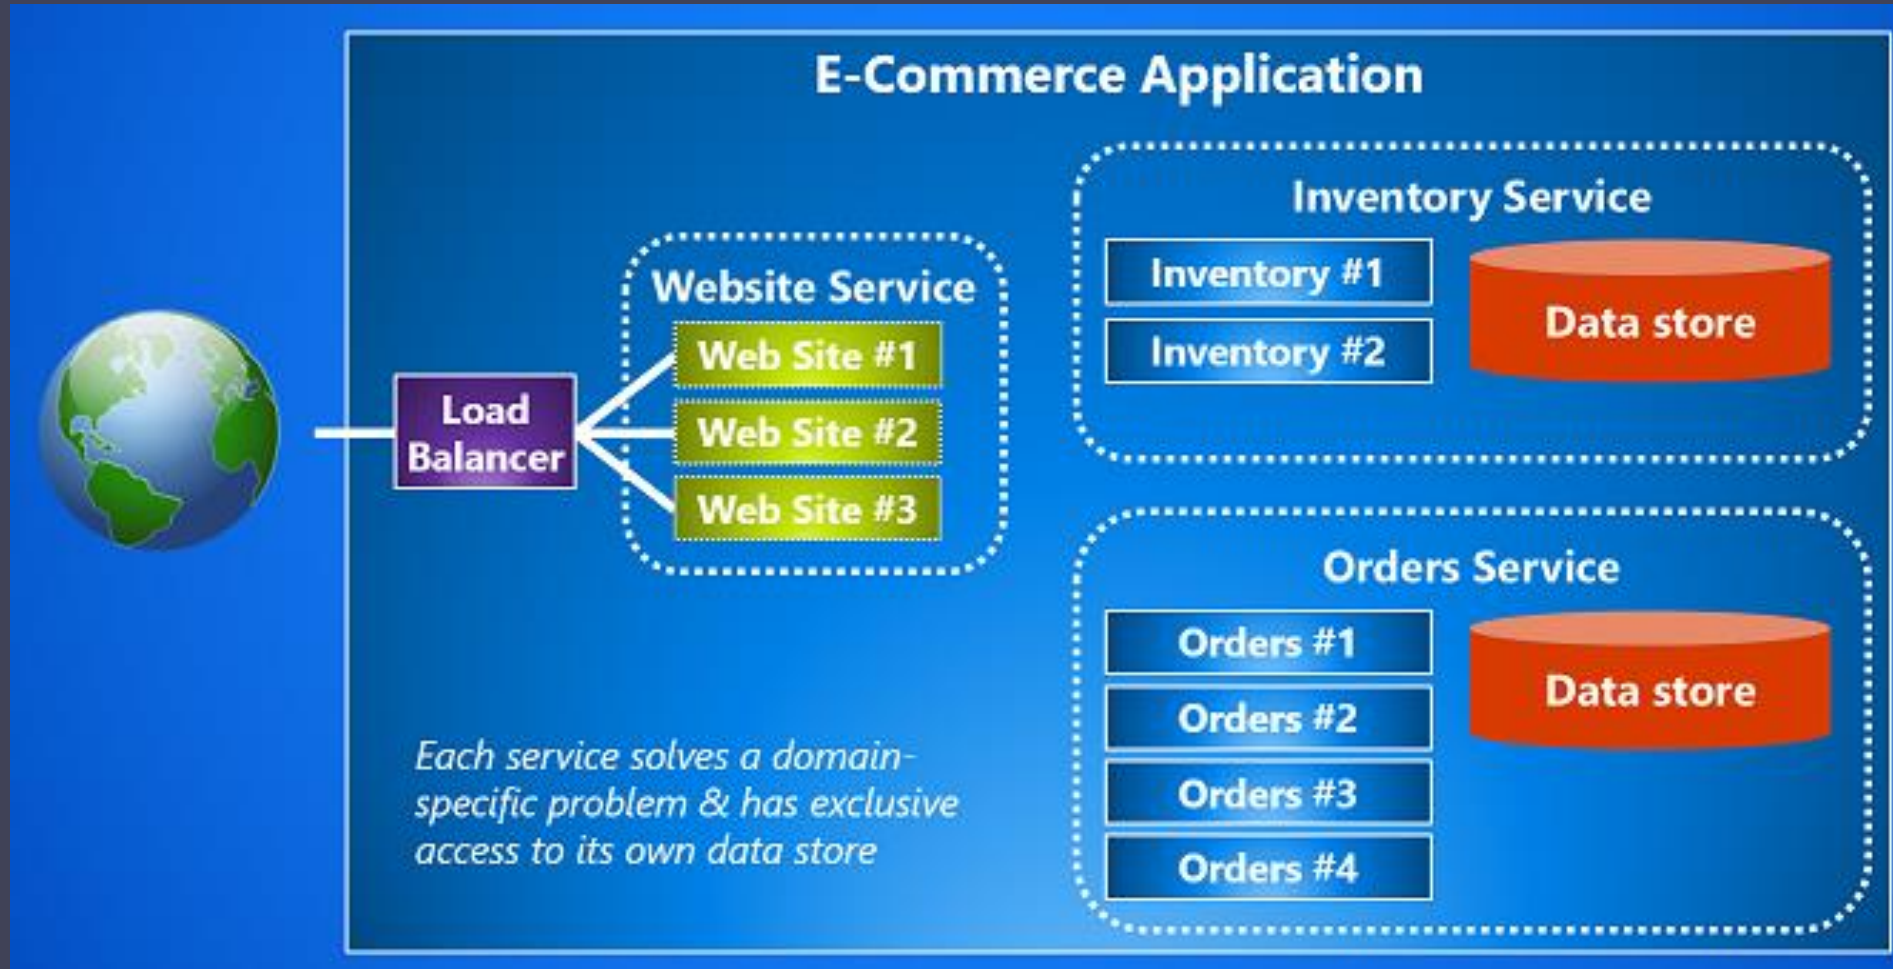 E-Commerce Application
Load
Balancer
Website Service
Web Site #1
Web Site #2
Web Site #3
Inventory Service
Inventory #1
Inventory #2
Data store
Orders Service
Orders #1
Orders #2
Orders #3
Orders #4
Data store
Each service solves a domain-
specific problem & has exclusive
access to its own data store